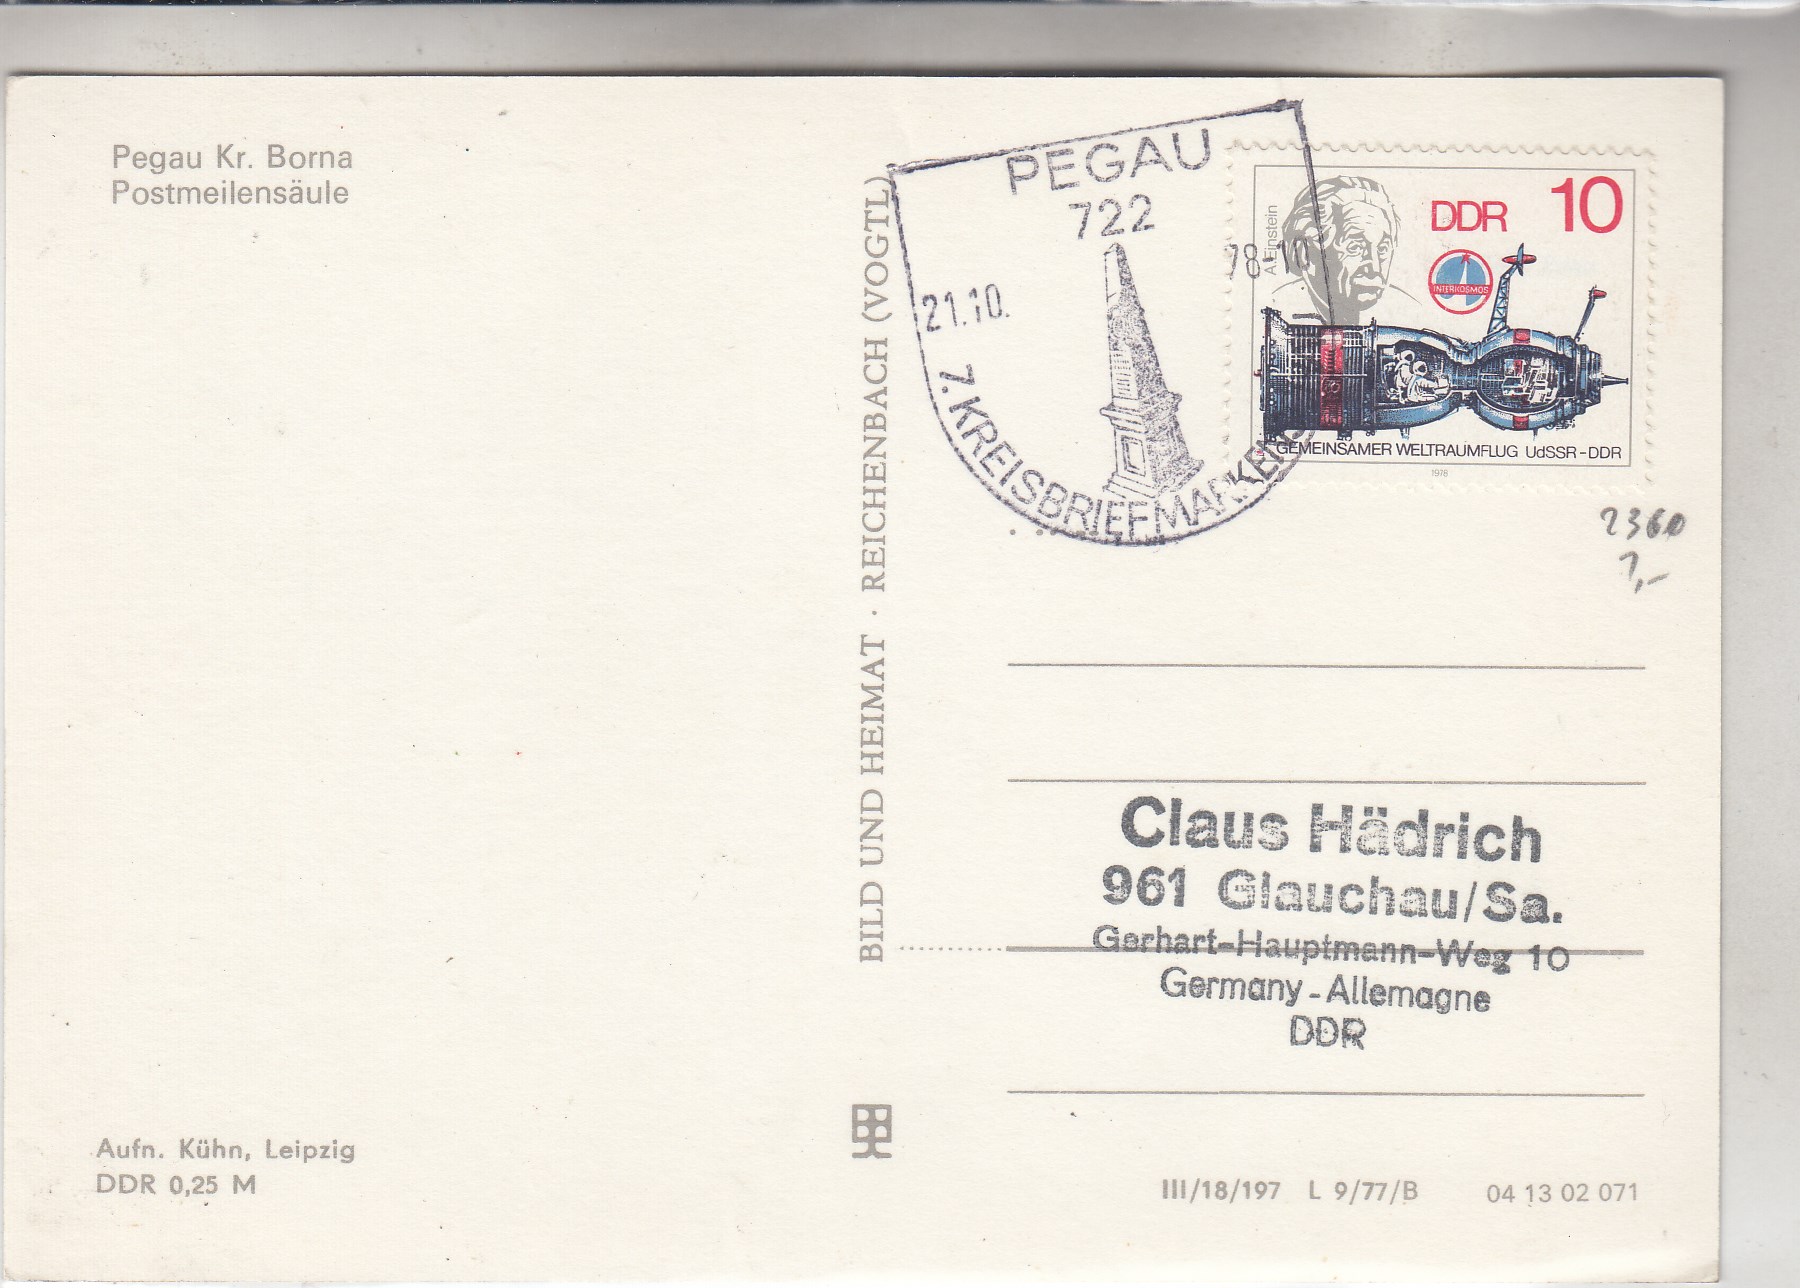 Pegau Kr. Borna
Postmeilensäule
PEGAU
722
21.10.
78-10
7. KREISBRIEFMARKEN
A. Einstein
DDR 10
INTERKOSMOS
GEMEINSAMER WELTRAUMFLUG UdSSR-DDR
1978
2360
1,-
BILD UND HEIMAT · REICHENBACH (VOGTL)
Claus Hädrich
961 Glauchau/Sa.
Gerhart-Hauptmann-Weg 10
Germany - Allemagne
DDR
Aufn. Kühn, Leipzig
DDR 0,25 M
III/18/197 L 9/77/B 04 13 02 071